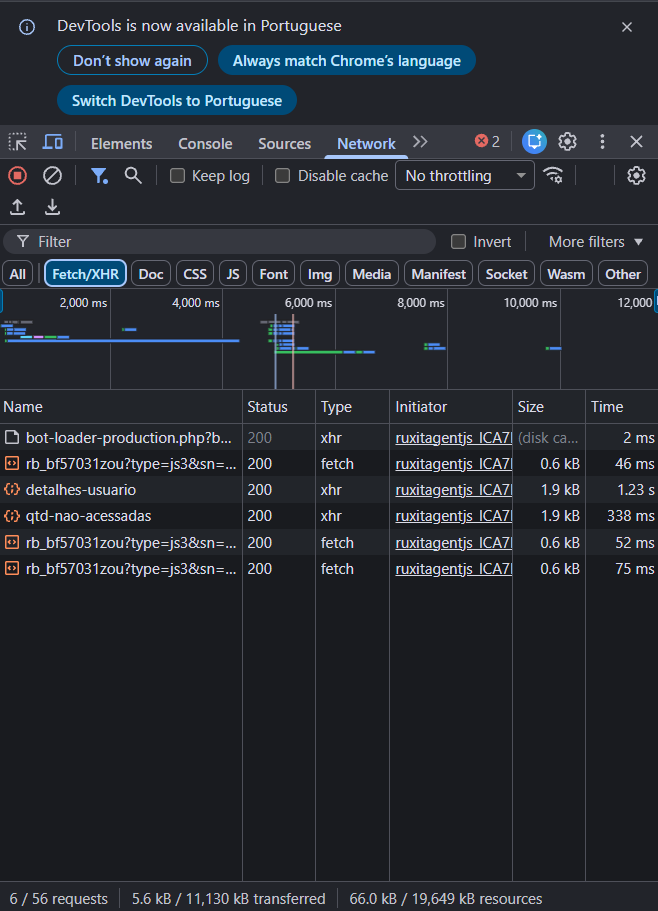 DevTools is now available in Portuguese
Don't show again
Always match Chrome's language
Switch DevTools to Portuguese
Elements Console Sources Network 2
Keep log Disable cache No throttling
Filter Invert More filters
All Fetch/XHR Doc CSS JS Font Img Media Manifest Socket Wasm Other
2,000 ms 4,000 ms 6,000 ms 8,000 ms 10,000 ms 12,000
Name Status Type Initiator Size Time
bot-loader-production.php?b... 200 xhr ruxitagentjs_ICA7 (disk ca... 2 ms
rb_bf57031zou?type=js3&sn=... 200 fetch ruxitagentjs_ICA7 0.6 kB 46 ms
detalhes-usuario 200 xhr ruxitagentjs_ICA7 1.9 kB 1.23 s
qtd-nao-acessadas 200 xhr ruxitagentjs_ICA7 1.9 kB 338 ms
rb_bf57031zou?type=js3&sn=... 200 fetch ruxitagentjs_ICA7 0.6 kB 52 ms
rb_bf57031zou?type=js3&sn=... 200 fetch ruxitagentjs_ICA7 0.6 kB 75 ms
6 / 56 requests 5.6 kB / 11,130 kB transferred 66.0 kB / 19,649 kB resources